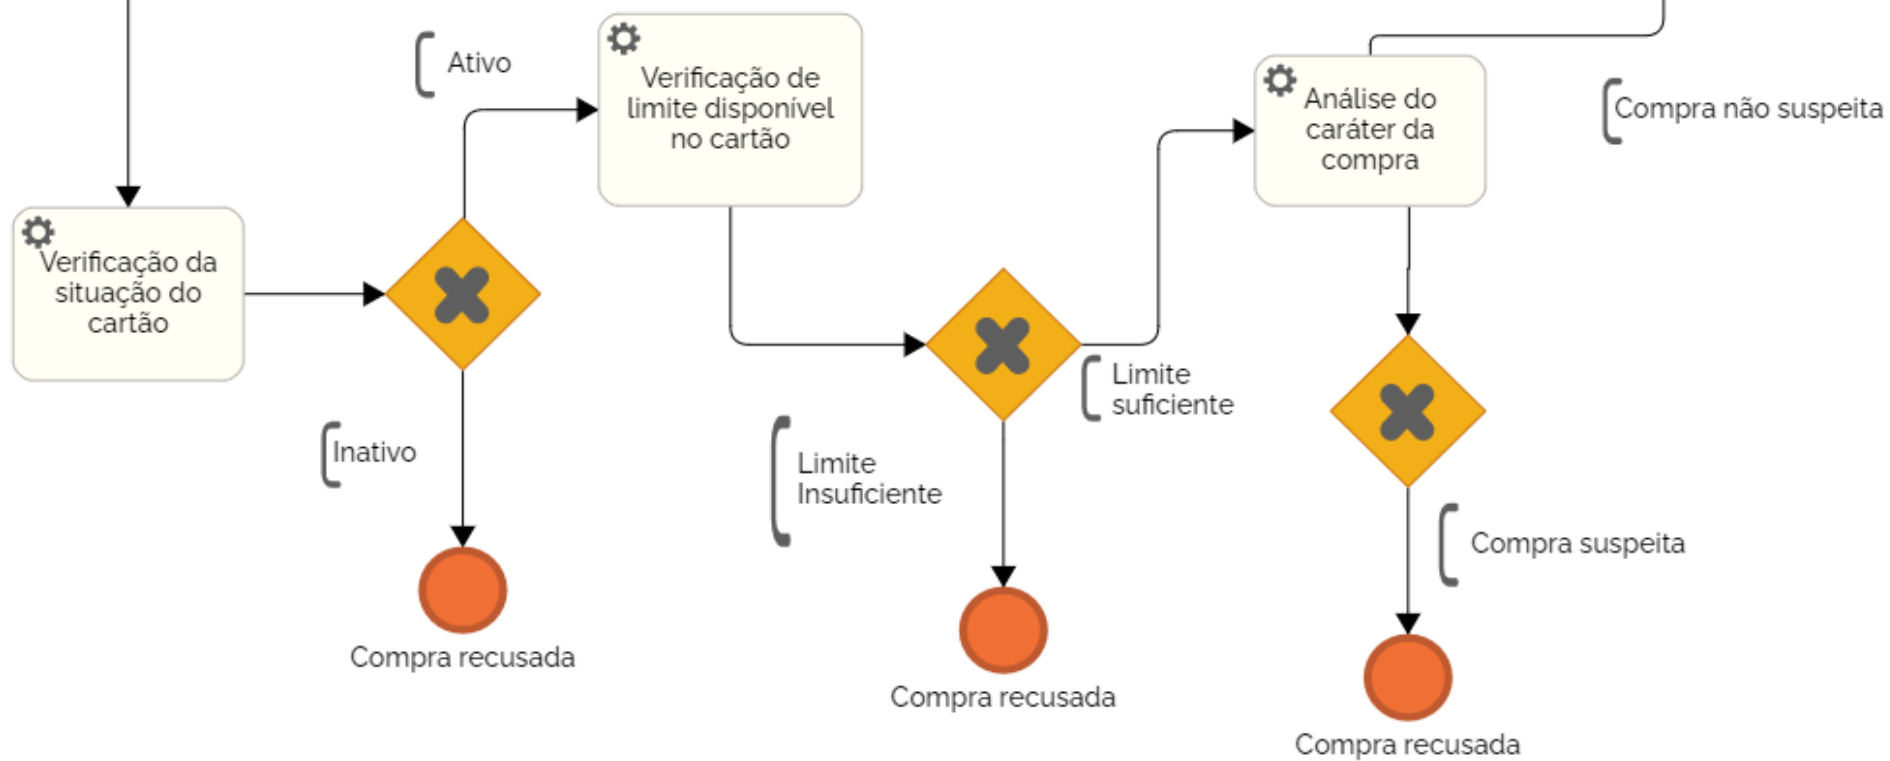 Ativo
Verificação de
limite disponível
no cartão
Análise do
caráter da
compra
Compra não suspeita
Verificação da
situação do
cartão
Limite
suficiente
Inativo
Limite
Insuficiente
Compra suspeita
Compra recusada
Compra recusada
Compra recusada